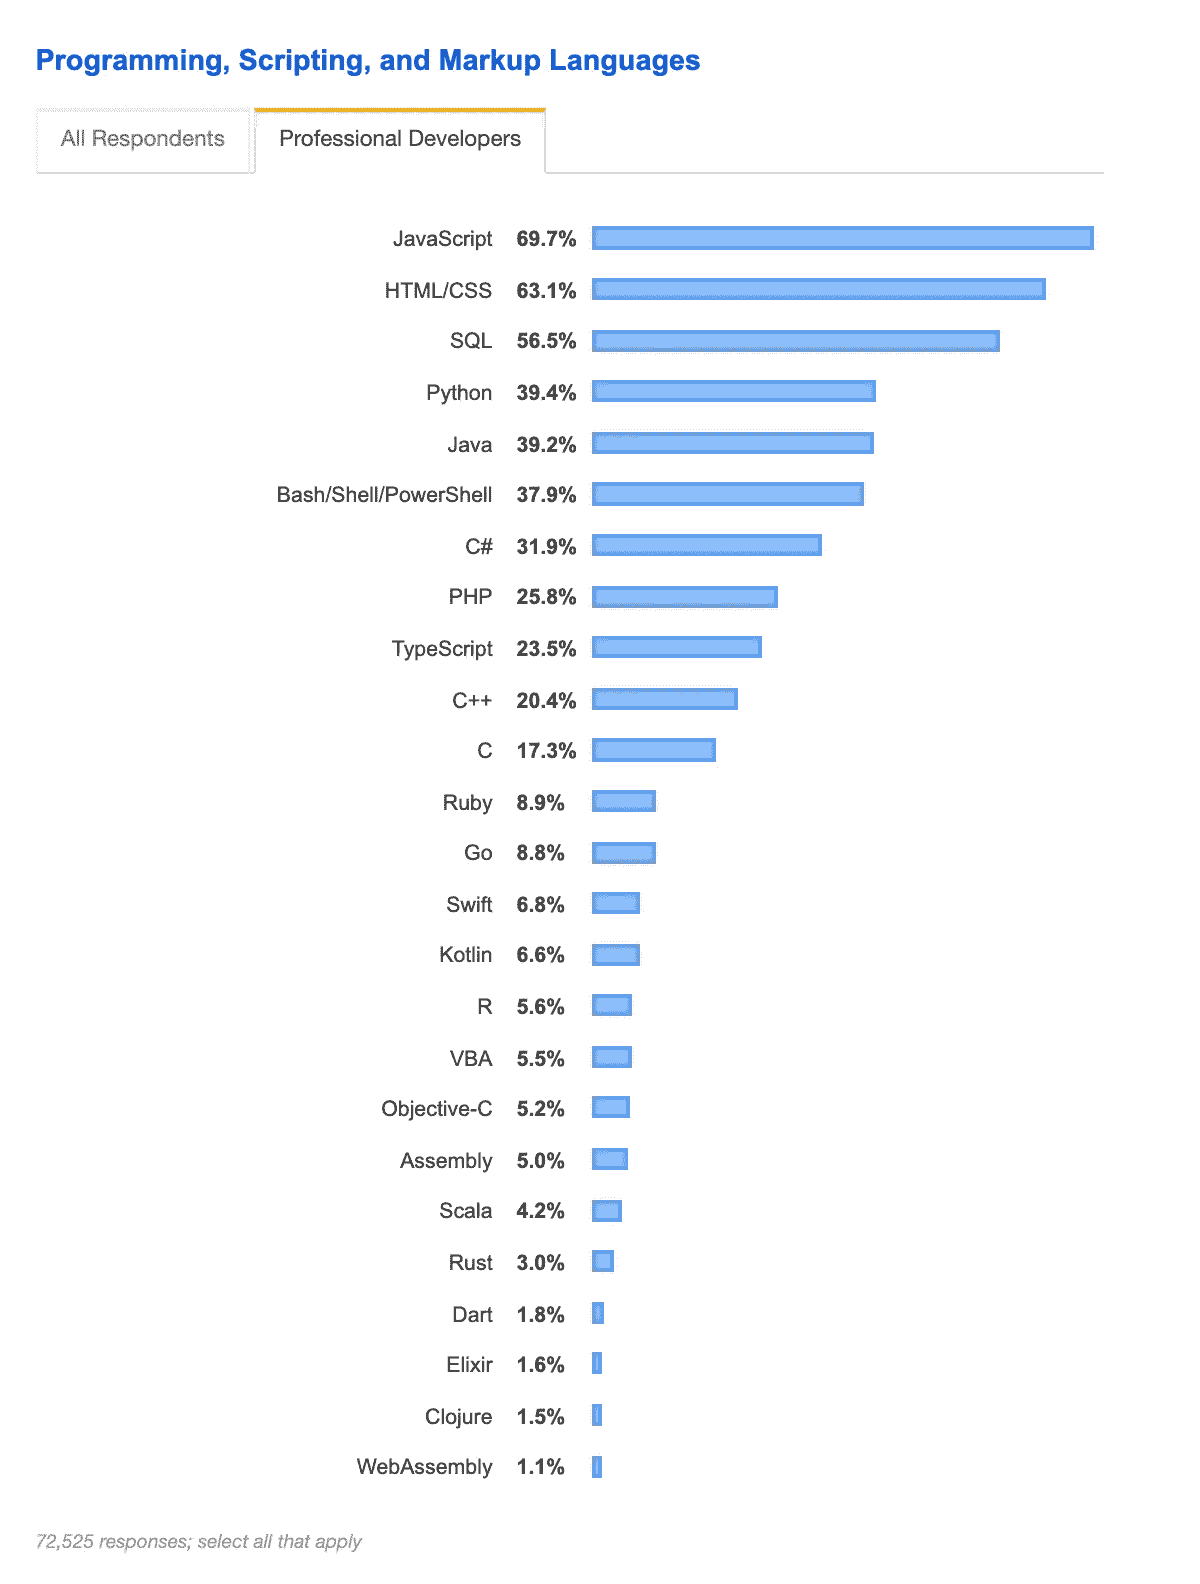 Programming, Scripting, and Markup Languages
All Respondents Professional Developers
JavaScript 69.7%
HTML/CSS 63.1%
SQL 56.5%
Python 39.4%
Java 39.2%
Bash/Shell/PowerShell 37.9%
C# 31.9%
PHP 25.8%
TypeScript 23.5%
C++ 20.4%
C 17.3%
Ruby 8.9%
Go 8.8%
Swift 6.8%
Kotlin 6.6%
R 5.6%
VBA 5.5%
Objective-C 5.2%
Assembly 5.0%
Scala 4.2%
Rust 3.0%
Dart 1.8%
Elixir 1.6%
Clojure 1.5%
WebAssembly 1.1%
72,525 responses; select all that apply